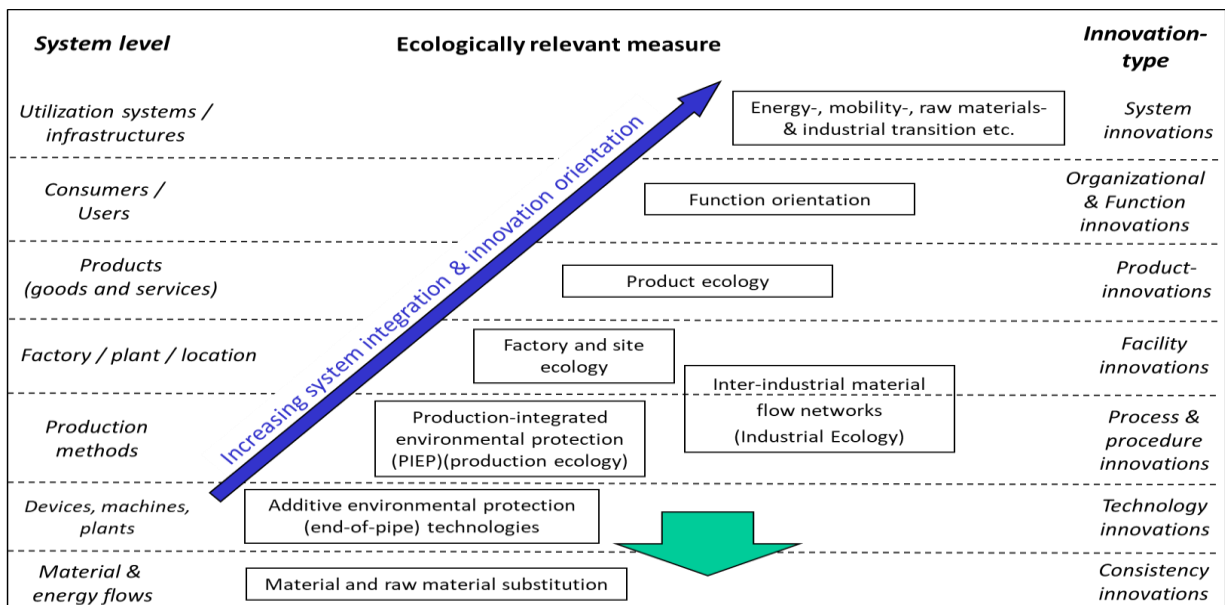 System level
Ecologically relevant measure
Innovation-
type
Utilization systems /
infrastructures
Energy-, mobility-, raw materials-
& industrial transition etc.
System
innovations
Consumers /
Users
Function orientation
Organizational
& Function
innovations
Products
(goods and services)
Product ecology
Product-
innovations
Increasing system integration & innovation orientation
Factory / plant / location
Factory and site
ecology
Facility
innovations
Inter-industrial material
flow networks
(Industrial Ecology)
Production
methods
Production-integrated
environmental protection
(PIEP)(production ecology)
Process &
procedure
innovations
Devices, machines,
plants
Additive environmental protection
(end-of-pipe) technologies
Technology
innovations
Material &
energy flows
Material and raw material substitution
Consistency
innovations